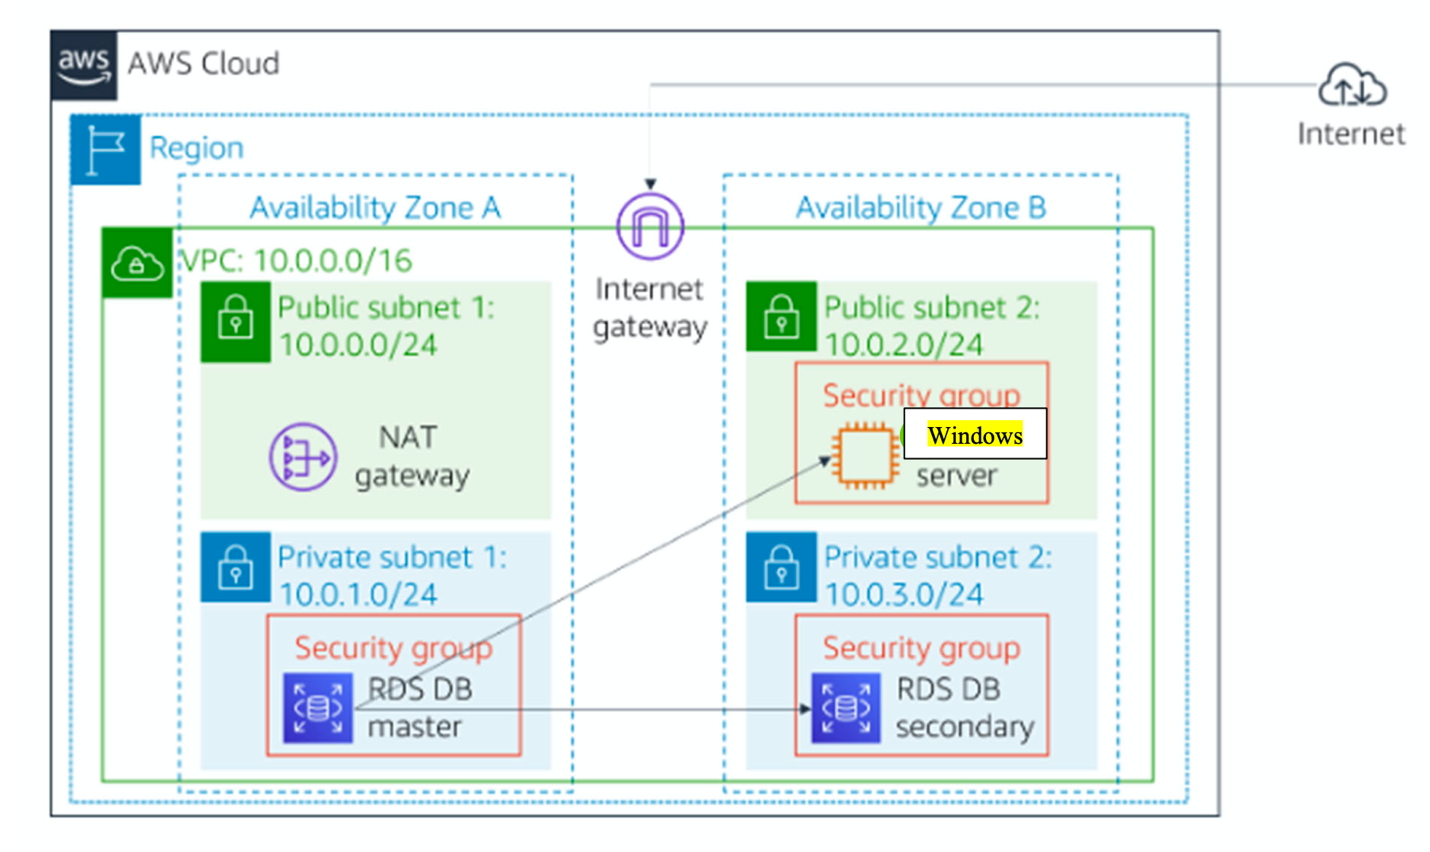 aws
AWS Cloud
Internet
Region
Availability Zone A
Availability Zone B
VPC: 10.0.0.0/16
Internet
gateway
Public subnet 1:
10.0.0.0/24
NAT
gateway
Public subnet 2:
10.0.2.0/24
Security group
Windows
server
Private subnet 1:
10.0.1.0/24
Security group
RDS DB
master
Private subnet 2:
10.0.3.0/24
Security group
RDS DB
secondary